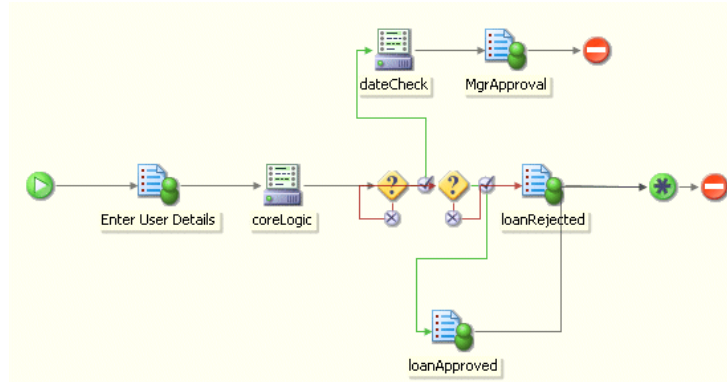 dateCheck
MgrApproval
Enter User Details
coreLogic
loanRejected
loanApproved